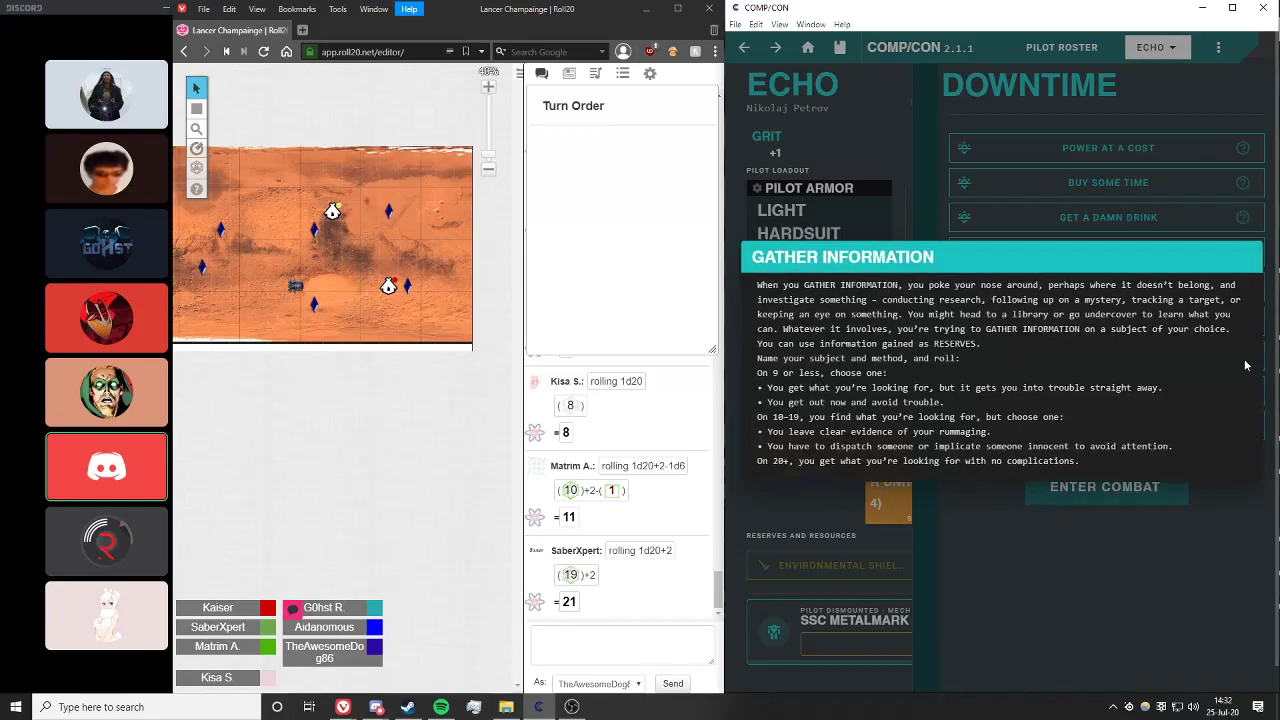 DISCORD
File
Edit
View
Bookmarks
Tools
Window
Help
Lancer Champainge | Roll20
Lancer Champainge | Roll2(
app.roll20.net/editor/
Search Google
40%
Turn Order
Kisa S.:
rolling 1d20
( 8 )
= 8
Matrim A.:
rolling 1d20+2-1d6
(10)+2-( 1 )
= 11
SaberXpert:
rolling 1d20+2
(19)+2
= 21
As:
TheAwesomeDog8
Send
Kaiser
G0hst R.
SaberXpert
Aidanomous
Matrim A.
TheAwesomeDo
g86
Kisa S.
COMP/CON
File Edit View Window Help
COMP/CON 2.1.1
PILOT ROSTER
ECHO
ECHO
Nikolaj Petrov
GRIT
+1
PILOT LOADOUT
PILOT ARMOR
LIGHT
HARDSUIT
DOWNTIME
POWER AT A COST
BUY SOME TIME
GET A DAMN DRINK
GATHER INFORMATION
When you GATHER INFORMATION, you poke your nose around, perhaps where it doesn't belong, and
investigate something – conducting research, following up on a mystery, tracking a target, or
keeping an eye on something. You might head to a library or go undercover to learn what you
can. Whatever it involves, you're trying to GATHER INFORMATION on a subject of your choice.
You can use information gained as RESERVES.
Name your subject and method, and roll:
On 9 or less, choose one:
• You get what you're looking for, but it gets you into trouble straight away.
• You get out now and avoid trouble.
On 10–19, you find what you're looking for, but choose one:
• You leave clear evidence of your rummaging.
• You have to dispatch someone or implicate someone innocent to avoid attention.
On 20+, you get what you're looking for with no complications.
4)
ENTER COMBAT
RESERVES AND RESOURCES
ENVIRONMENTAL SHIEL..
PILOT DISMOUNTED - MECH
SSC METALMARK
Type here to search
14:32
25-Jul-20